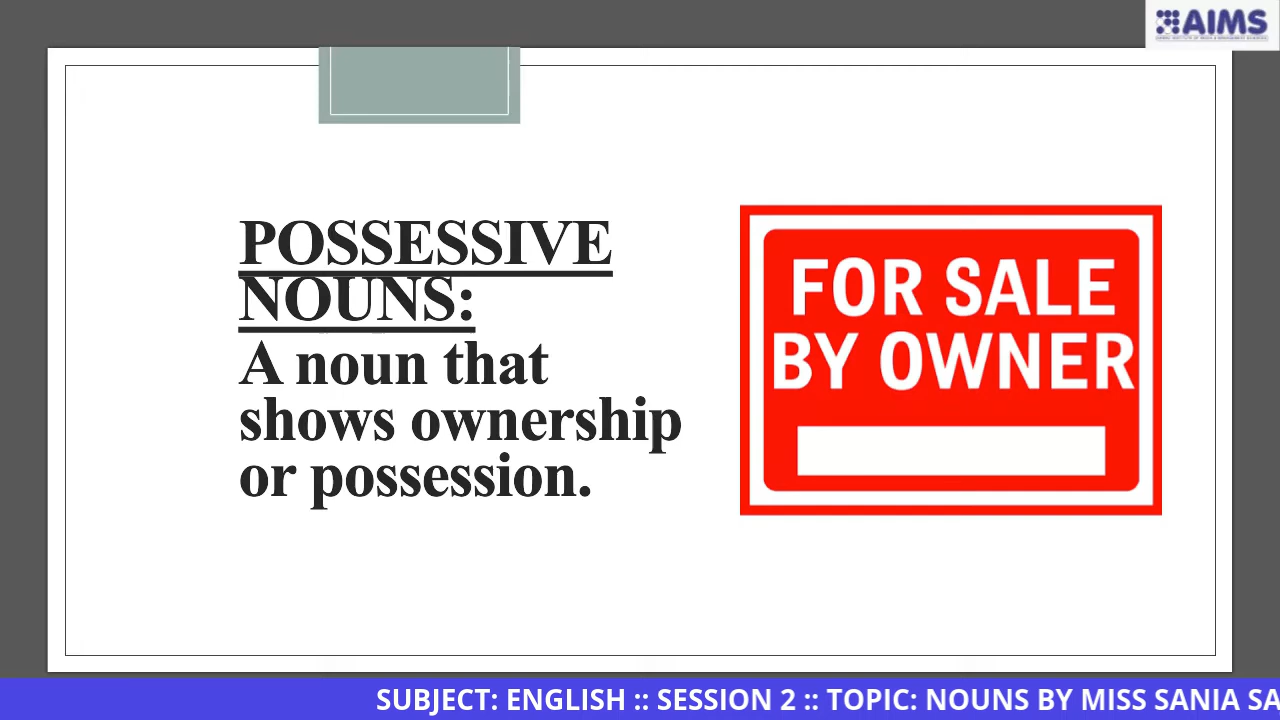 AIMS
POSSESSIVE
NOUNS:
A noun that
shows ownership
or possession.
FOR SALE
BY OWNER
SUBJECT: ENGLISH :: SESSION 2 :: TOPIC: NOUNS BY MISS SANIA SA